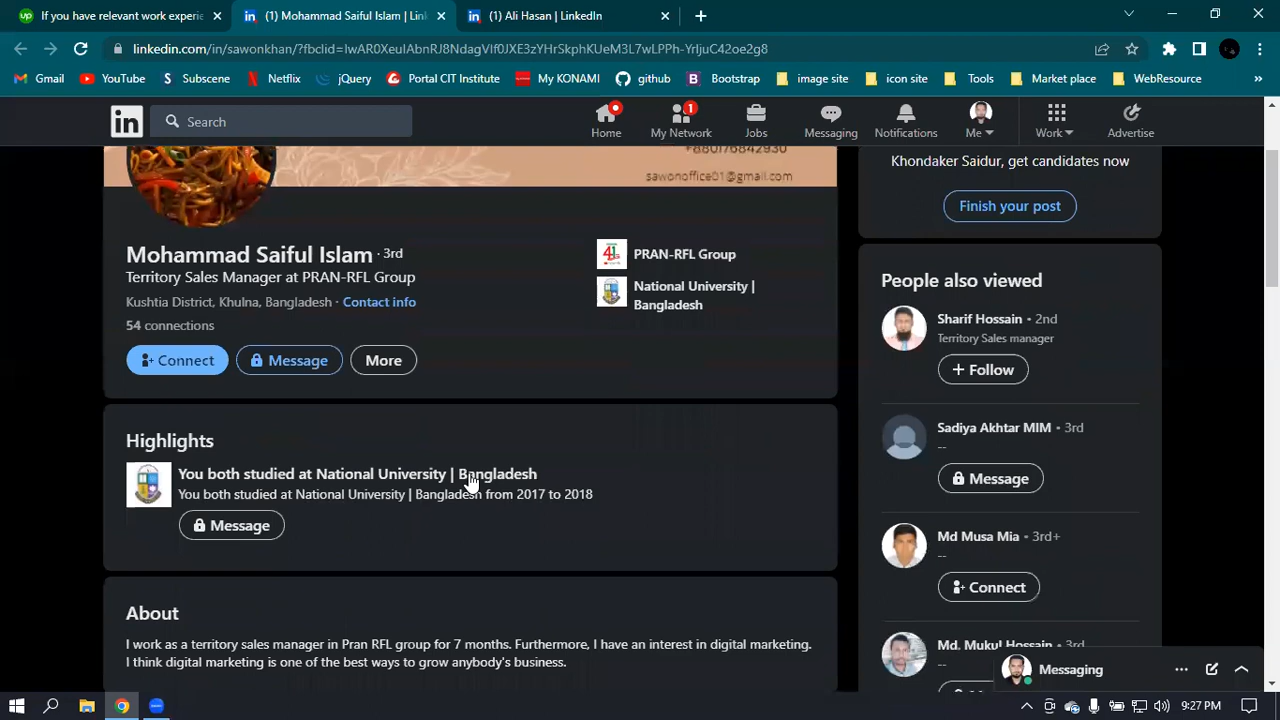 If you have relevant work experi
(1) Mohammad Saiful Islam | Lin
(1) Ali Hasan | LinkedIn
linkedin.com/in/sawonkhan/?fbclid=IwAR0XeuIAbnRJ8NdagVIf0JXE3zYHrSkphKUeM3L7wLPPh-YrIjuC42oe2g8
Gmail
YouTube
Subscene
Netflix
jQuery
Portal CIT Institute
My KONAMI
github
Bootstrap
image site
icon site
Tools
Market place
WebResource
»
in
Search
Home
1
My Network
Jobs
Messaging
Notifications
Me
Work
Advertise
+880176842930
sawonoffice01@gmail.com
Khondaker Saidur, get candidates now
Finish your post
Mohammad Saiful Islam · 3rd
Territory Sales Manager at PRAN-RFL Group
Kushtia District, Khulna, Bangladesh · Contact info
54 connections
Connect
Message
More
PRAN-RFL Group
National University |
Bangladesh
Highlights
You both studied at National University | Bangladesh
You both studied at National University | Bangladesh from 2017 to 2018
Message
About
I work as a territory sales manager in Pran RFL group for 7 months. Furthermore, I have an interest in digital marketing.
I think digital marketing is one of the best ways to grow anybody's business.
People also viewed
Sharif Hossain • 2nd
Territory Sales manager
+ Follow
Sadiya Akhtar MIM • 3rd
--
Message
Md Musa Mia • 3rd+
--
Connect
Md. Mukul Hossain • 3rd
Messaging
9:27 PM